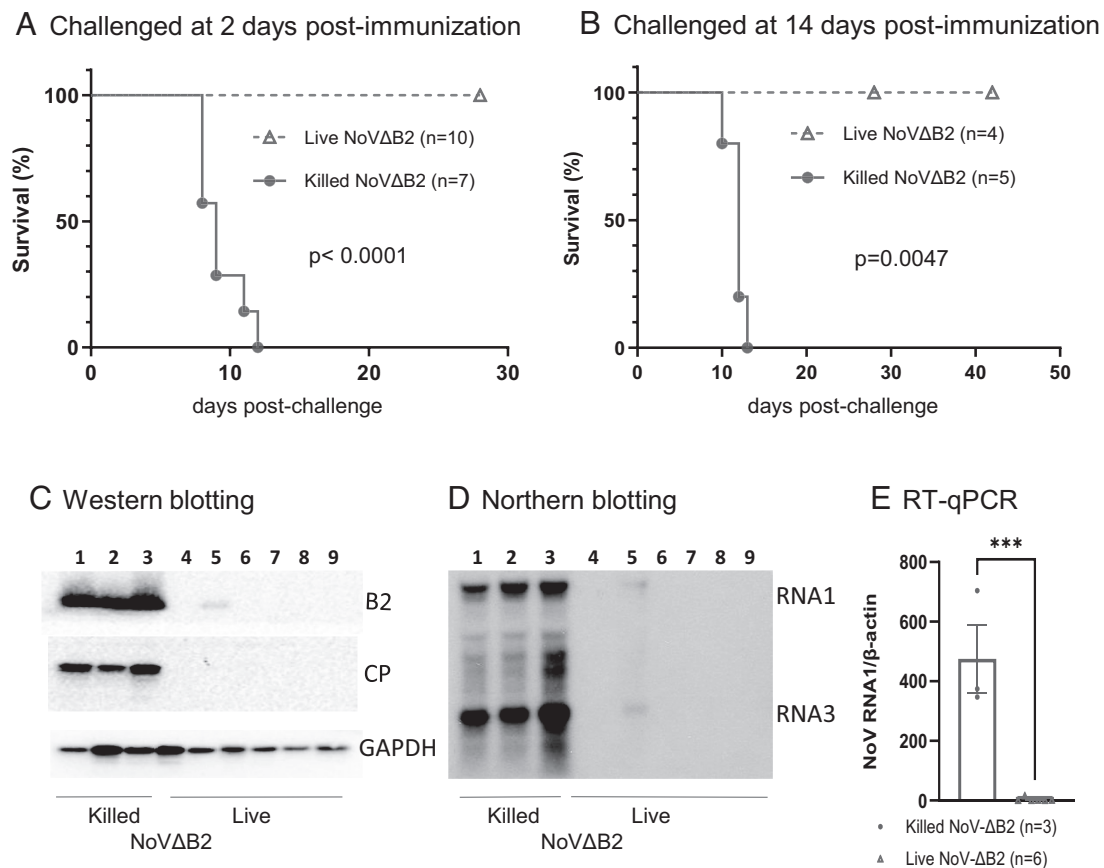 A Challenged at 2 days post-immunization
100
50
0
Survival (%)
Live NoVΔB2 (n=10)
Killed NoVΔB2 (n=7)
p< 0.0001
0 10 20 30
days post-challenge
B Challenged at 14 days post-immunization
100
50
0
Survival (%)
Live NoVΔB2 (n=4)
Killed NoVΔB2 (n=5)
p=0.0047
0 10 20 30 40 50
days post-challenge
C Western blotting
1 2 3 4 5 6 7 8 9
B2
CP
GAPDH
Killed Live
NoVΔB2
D Northern blotting
1 2 3 4 5 6 7 8 9
RNA1
RNA3
Killed Live
NoVΔB2
E RT-qPCR
***
800
600
400
200
0
NoV RNA1/β-actin
Killed NoV-ΔB2 (n=3)
Live NoV-ΔB2 (n=6)